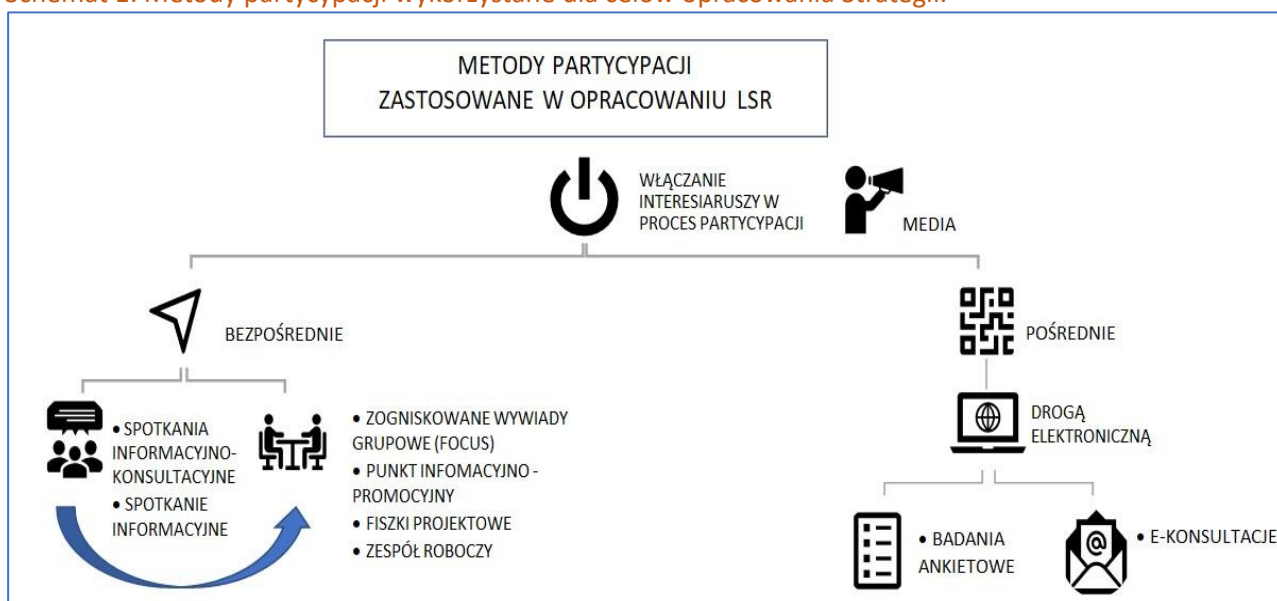 METODY PARTYCYPACJI
ZASTOSOWANE W OPRACOWANIU LSR
WŁĄCZANIE
INTERESIARUSZY W
PROCES PARTYCYPACJI
MEDIA
BEZPOŚREDNIE
POŚREDNIE
• SPOTKANIA
INFORMACYJNO-
KONSULTACYJNE
• SPOTKANIE
INFORMACYJNE
• ZOGNISKOWANE WYWIADY
GRUPOWE (FOCUS)
• PUNKT INFOMACYJNO -
PROMOCYJNY
• FISZKI PROJEKTOWE
• ZESPÓŁ ROBOCZY
DROGĄ
ELEKTRONICZNĄ
• BADANIA
ANKIETOWE
• E-KONSULTACJE
@